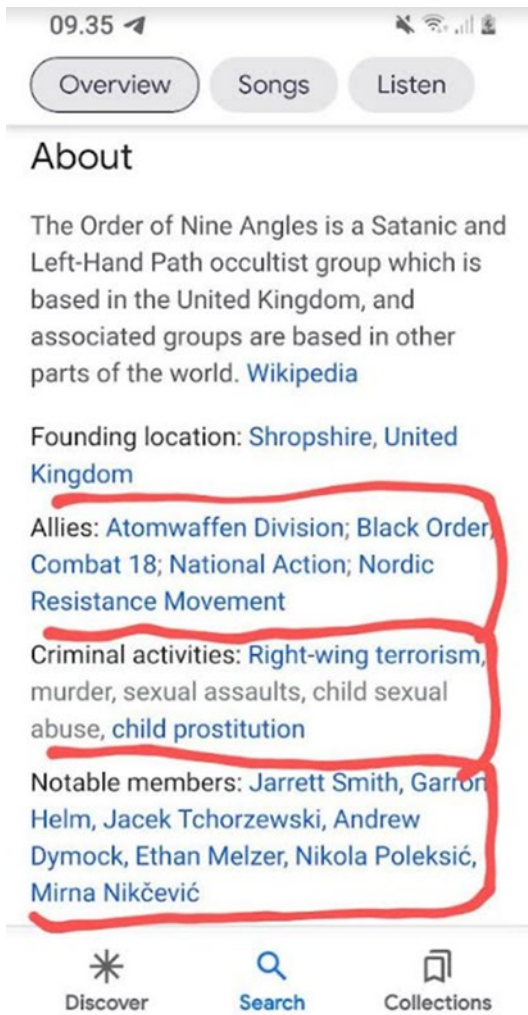 09.35
Overview
Songs
Listen
About
The Order of Nine Angles is a Satanic and
Left-Hand Path occultist group which is
based in the United Kingdom, and
associated groups are based in other
parts of the world. Wikipedia
Founding location: Shropshire, United
Kingdom
Allies: Atomwaffen Division; Black Order,
Combat 18; National Action; Nordic
Resistance Movement
Criminal activities: Right-wing terrorism,
murder, sexual assaults, child sexual
abuse, child prostitution
Notable members: Jarrett Smith, Garron
Helm, Jacek Tchorzewski, Andrew
Dymock, Ethan Melzer, Nikola Poleksić,
Mirna Nikčević
Discover
Search
Collections